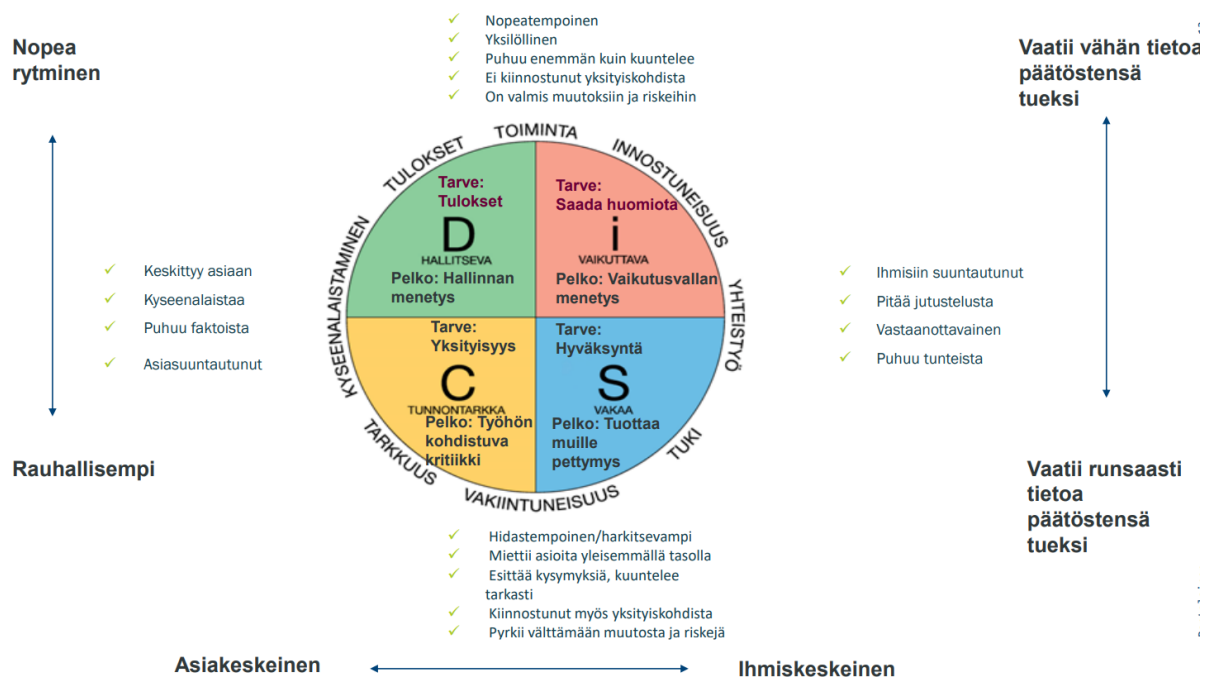 Nopeatempoinen
Yksilöllinen
Puhuu enemmän kuin kuuntelee
Ei kiinnostunut yksityiskohdista
On valmis muutoksiin ja riskeihin
Nopea
rytminen
Vaatii vähän tietoa
päätöstensä
tueksi
TOIMINTA
TULOKSET
INNOSTUNEISUUS
KYSEENALAISTAMINEN
YHTEISTYÖ
Tarve:
Tulokset
D
HALLITSEVA
Pelko: Hallinnan
menetys
Tarve:
Saada huomiota
i
VAIKUTTAVA
Pelko: Vaikutusvallan
menetys
Keskittyy asiaan
Kyseenalaistaa
Puhuu faktoista
Asiasuuntautunut
Ihmisiin suuntautunut
Pitää jutustelusta
Vastaanottavainen
Puhuu tunteista
Tarve:
Yksityisyys
C
TUNNONTARKKA
Pelko: Työhön
kohdistuva
kritiikki
Tarve:
Hyväksyntä
S
VAKAA
Pelko: Tuottaa
muille
pettymys
TARKKUUS
VAKIINTUNEISUUS
TUKI
Rauhallisempi
Vaatii runsaasti
tietoa
päätöstensä
tueksi
Hidastempoinen/harkitsevampi
Miettii asioita yleisemmällä tasolla
Esittää kysymyksiä, kuuntelee
tarkasti
Kiinnostunut myös yksityiskohdista
Pyrkii välttämään muutosta ja riskejä
Asiakeskeinen
Ihmiskeskeinen